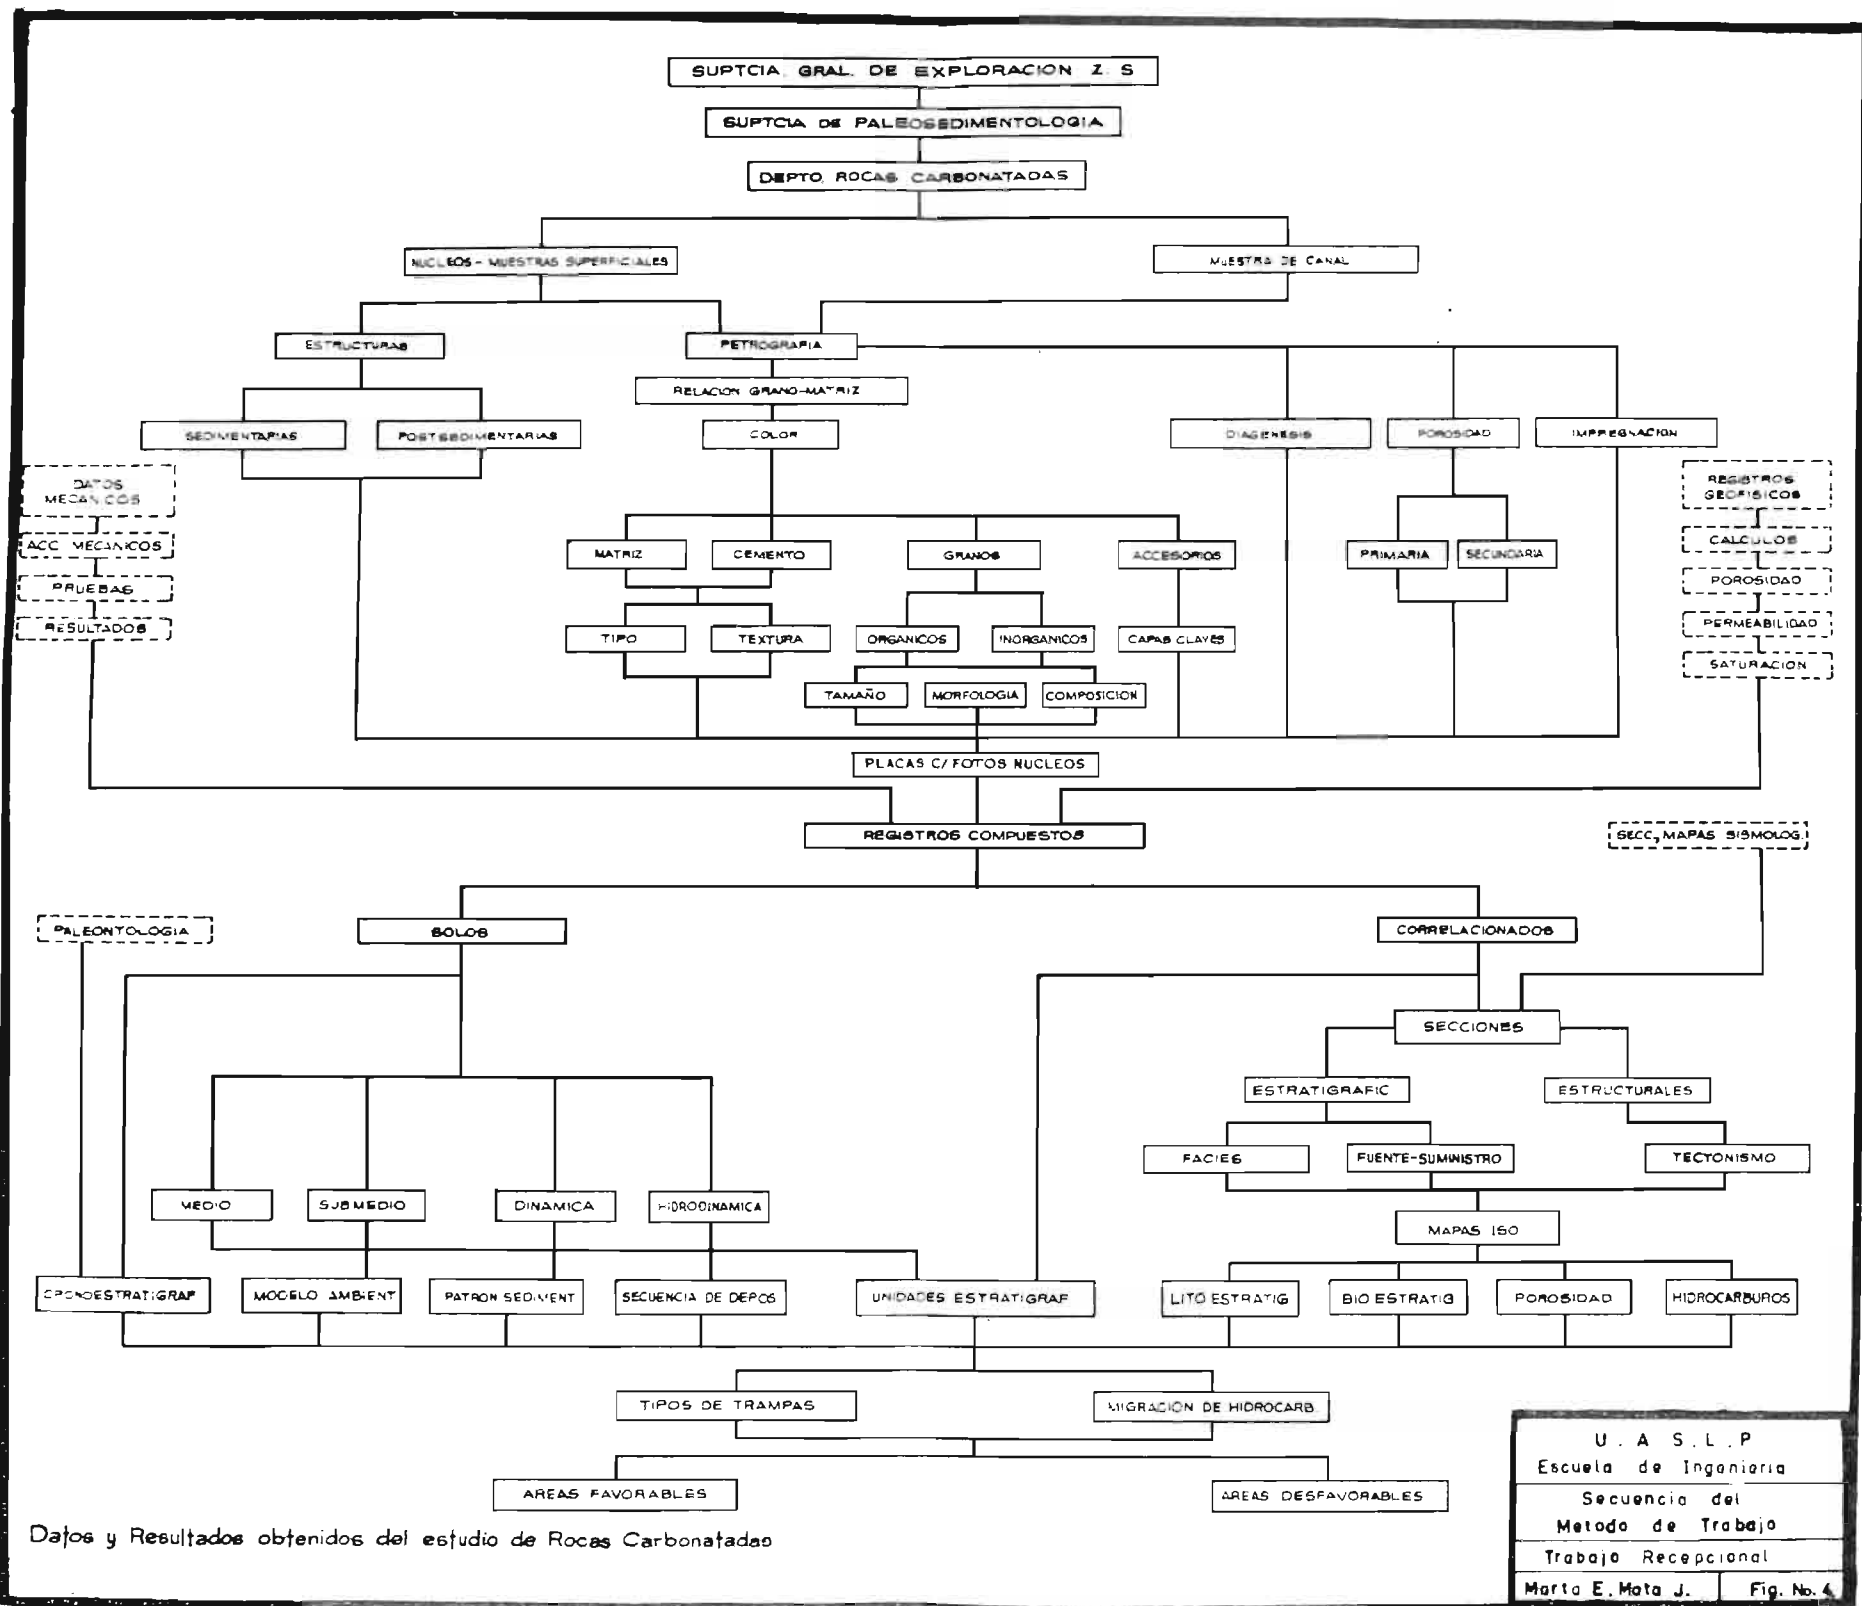 SUPTCIA. GRAL. DE EXPLORACION Z. S
SUPTCIA DE PALEOSEDIMENTOLOGIA
DEPTO. ROCAS CARBONATADAS
NUCLEOS - MUESTRAS SUPERFICIALES
MUESTRA DE CANAL
ESTRUCTURAS
PETROGRAFIA
RELACION GRANO-MATRIZ
SEDIMENTARIAS
POSTSEDIMENTARIAS
COLOR
DIAGENESIS
POROSIDAD
IMPREGNACION
DATOS
MECANICOS
REGISTROS
GEOFISICOS
ACC. MECANICOS
MATRIZ
CEMENTO
GRANOS
ACCESORIOS
PRIMARIA
SECUNDARIA
CALCULOS
PRUEBAS
POROSIDAD
RESULTADOS
TIPO
TEXTURA
ORGANICOS
INORGANICOS
CAPAS CLAVES
PERMEABILIDAD
SATURACION
TAMAÑO
MORFOLOGIA
COMPOSICION
PLACAS C/FOTOS NUCLEOS
REGISTROS COMPUESTOS
SECC, MAPAS SISMOLOG.
PALEONTOLOGIA
SOLOS
CORRELACIONADOS
SECCIONES
ESTRATIGRAFIC
ESTRUCTURALES
FACIES
FUENTE-SUMINISTRO
TECTONISMO
MEDIO
SUBMEDIO
DINAMICA
HIDRODINAMICA
MAPAS ISO
CRONOESTRATIGRAF
MODELO AMBIENT
PATRON SEDIMENT
SECUENCIA DE DEPOS
UNIDADES ESTRATIGRAF
LITO ESTRATIG
BIO ESTRATIG
POROSIDAD
HIDROCARBUROS
TIPOS DE TRAMPAS
MIGRACION DE HIDROCARB
AREAS FAVORABLES
AREAS DESFAVORABLES
Datos y Resultados obtenidos del estudio de Rocas Carbonatadas
U . A S . L . P
Escuela de Ingenieria
Secuencia del
Metodo de Trabajo
Trabajo Recepcional
Marta E. Mata J.
Fig. No. 4